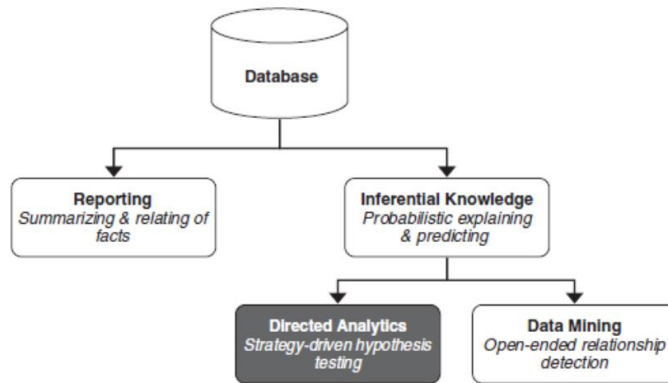 Database
Reporting
Summarizing & relating of
facts
Inferential Knowledge
Probabilistic explaining
& predicting
Directed Analytics
Strategy-driven hypothesis
testing
Data Mining
Open-ended relationship
detection